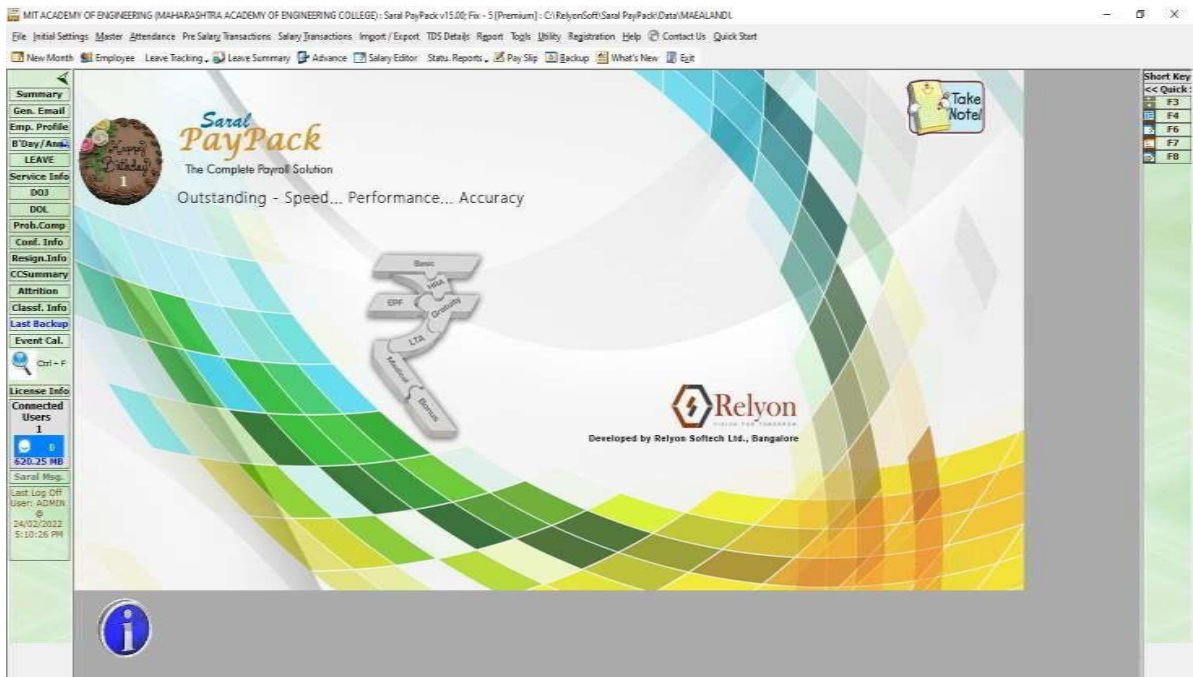 MIT ACADEMY OF ENGINEERING (MAHARASHTRA ACADEMY OF ENGINEERING COLLEGE) : Saral PayPack v15.00; Fix - 5 [Premium] : C:\RelyonSoft\Saral PayPack\Data\MAEALANDI.
File Initial Settings Master Attendance Pre Salary Transactions Salary Transactions Import / Export TDS Details Report Togls Utility Registration Help Contact Us Quick Start
New Month Employee Leave Tracking Leave Summery Advance Salary Editor Statu. Reports Pay Slip Backup What's New Exit
Summary
Gen. Email
Emp. Profile
B'Day/Ann.
LEAVE
Service Info
DOJ
DOL
Prob.Comp
Conf. Info
Resign.Info
CCSummary
Attrition
Classf. Info
Last Backup
Event Cal.
Ctrl + F
License Info
Connected
Users
1
620.25 MB
Saral Msg.
Last Log Off
User: ADMIN
@
24/02/2022
5:10:26 PM
Happy
Birthday
1
Saral
PayPack
The Complete Payroll Solution
Outstanding - Speed... Performance... Accuracy
Basic
HRA
EPF
Gratuity
LTA
Medical
Bonus
Relyon
VISION FOR TOMORROW
Developed by Relyon Softech Ltd., Bangalore
Take
Note!
i
Short Key
<< Quick :
F3
F4
F6
F7
F8